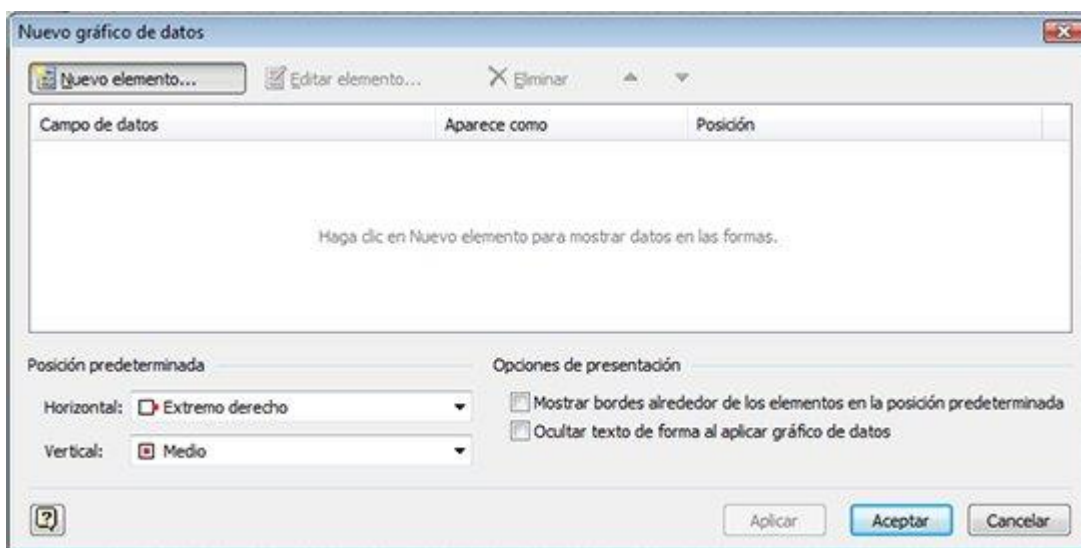 Nuevo gráfico de datos
Nuevo elemento... Editar elemento... Eliminar
Campo de datos Aparece como Posición
Haga clic en Nuevo elemento para mostrar datos en las formas.
Posición predeterminada Opciones de presentación
Horizontal: Extremo derecho Mostrar bordes alrededor de los elementos en la posición predeterminada
Vertical: Medio Ocultar texto de forma al aplicar gráfico de datos
Aplicar Aceptar Cancelar